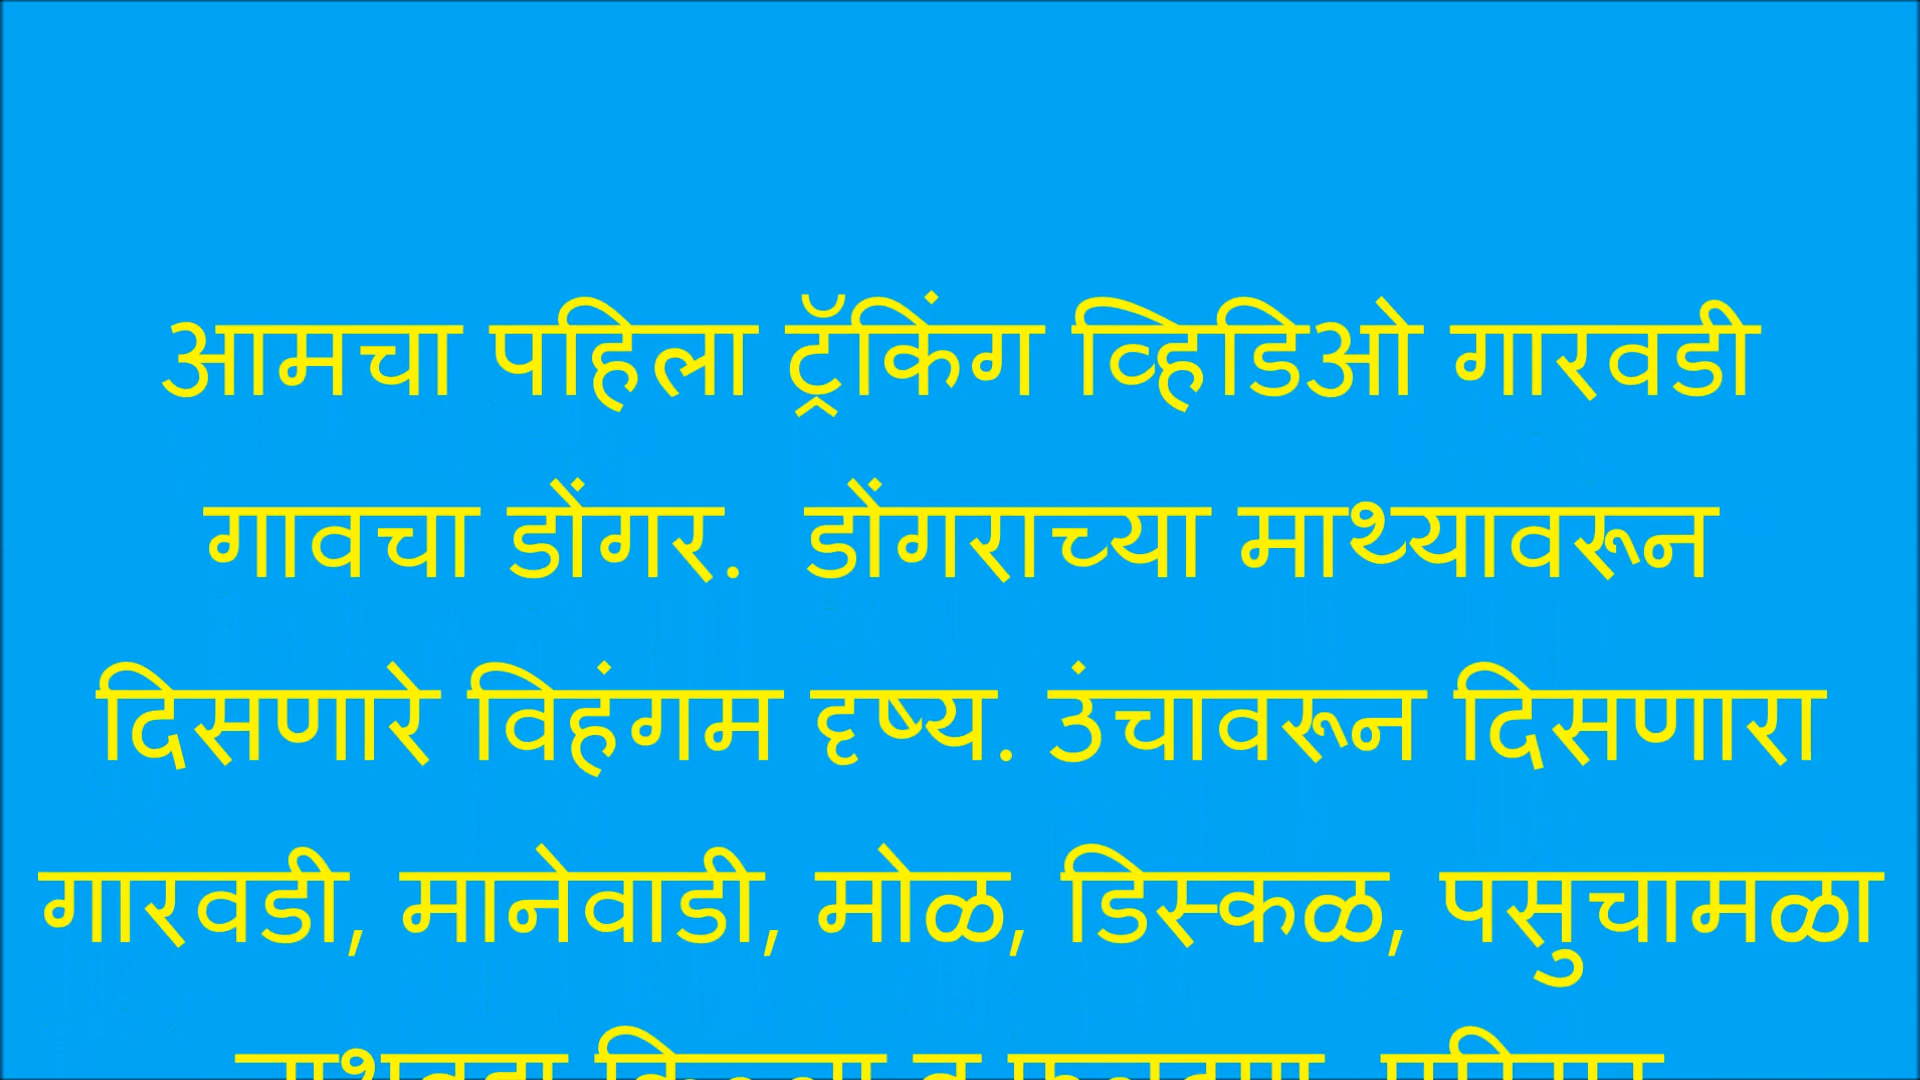 आमचा पहिला ट्रॅकिंग व्हिडिओ गारवडी
गावचा डोंगर.  डोंगराच्या माथ्यावरून
दिसणारे विहंगम दृष्य. उंचावरून दिसणारा
गारवडी, मानेवाडी, मोळ, डिस्कळ, पसुचामळा